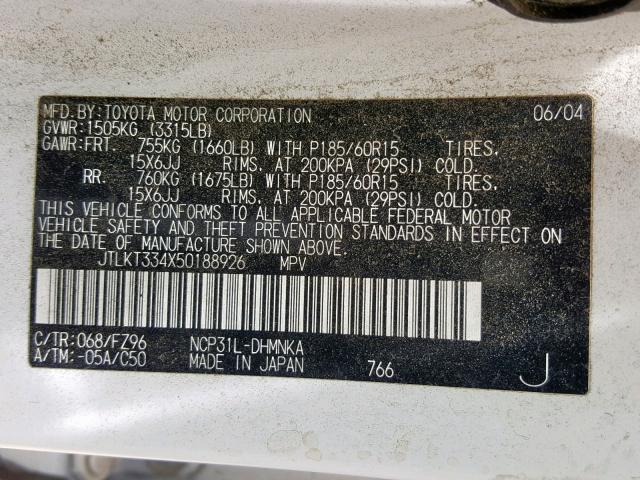 MFD.BY:TOYOTA MOTOR CORPORATION 06/04
GVWR:1505KG (3315LB)
GAWR:FRT. 755KG (1660LB) WITH P185/60R15 TIRES,
15X6JJ RIMS, AT 200KPA (29PSI) COLD.
RR. 760KG (1675LB) WITH P185/60R15 TIRES,
15X6JJ RIMS, AT 200KPA (29PSI) COLD.
THIS VEHICLE CONFORMS TO ALL APPLICABLE FEDERAL MOTOR
VEHICLE SAFETY AND THEFT PREVENTION STANDARDS IN EFFECT ON
THE DATE OF MANUFACTURE SHOWN ABOVE.
JTLKT334X50188926 MPV
C/TR:068/FZ96 NCP31L-DHMNKA
A/TM:-05A/C50 MADE IN JAPAN 766 J